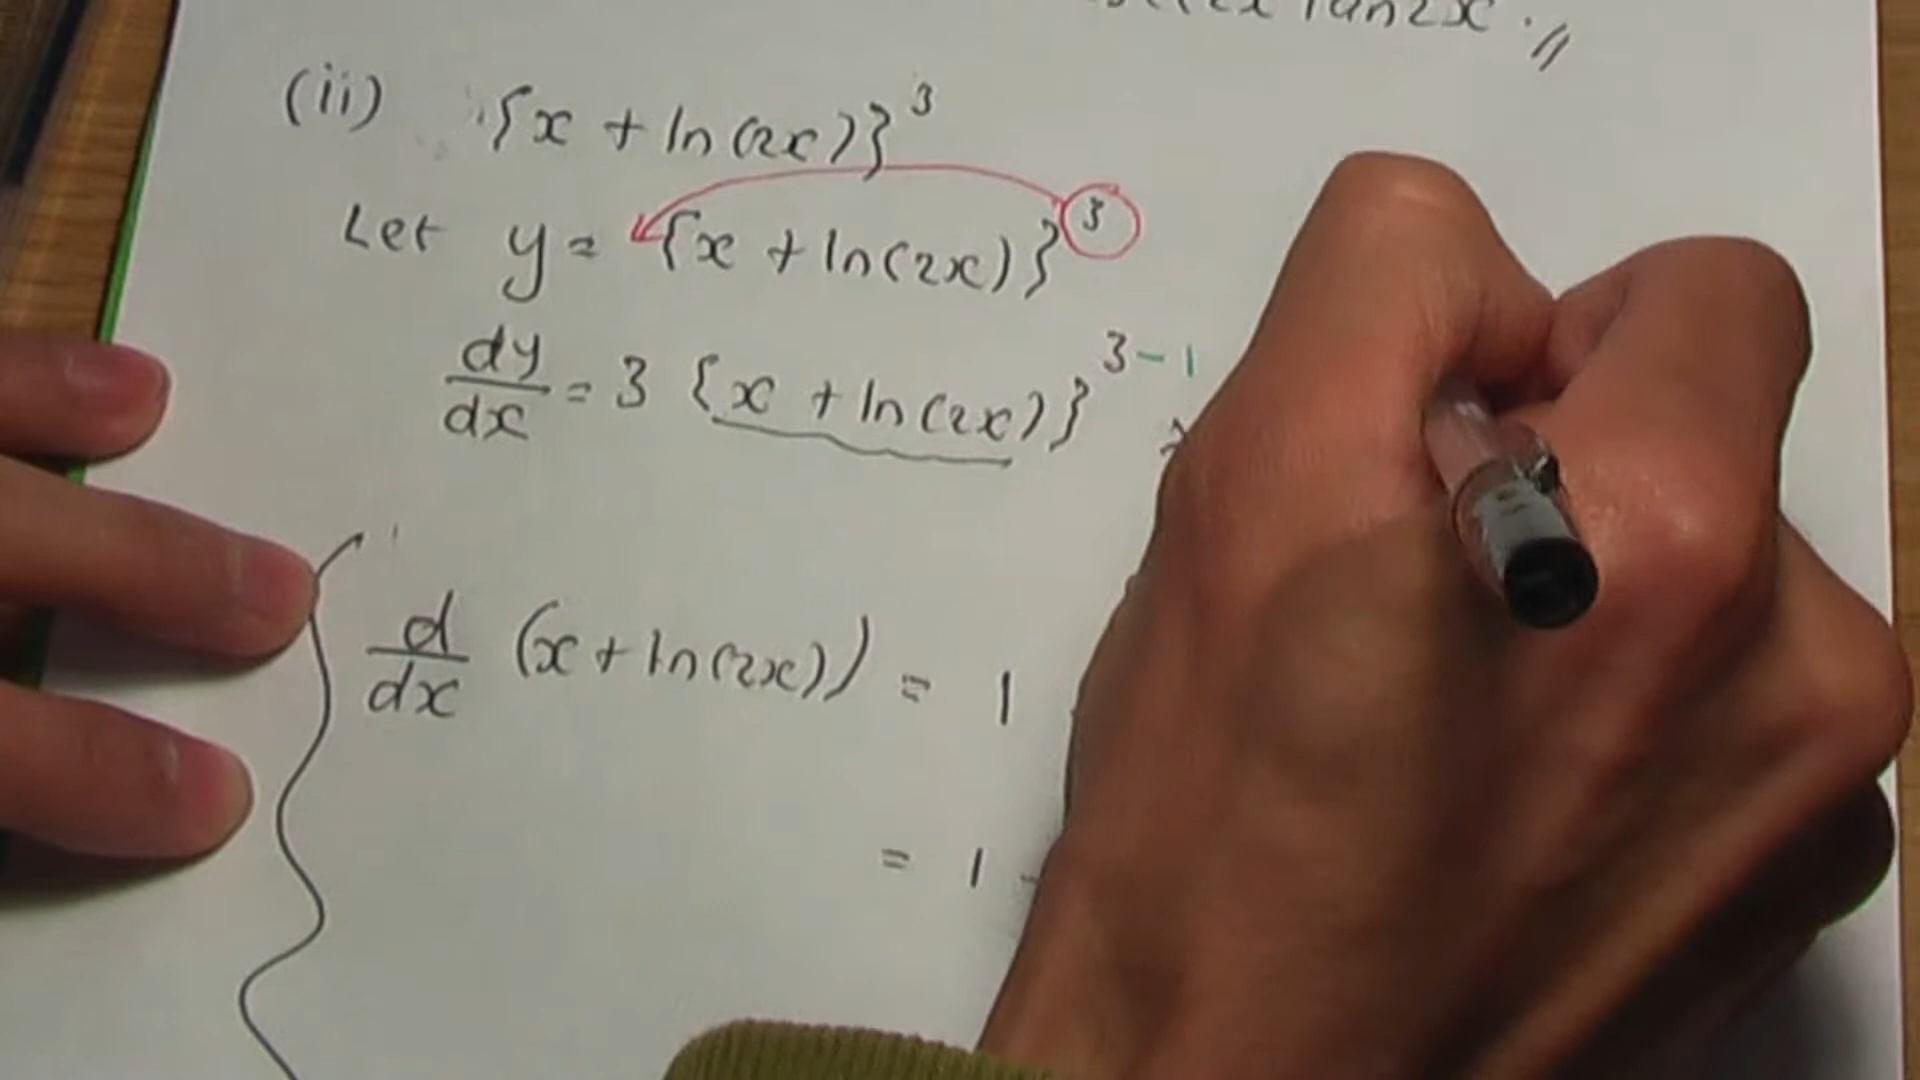 tan2x.//
(ii) {x + ln(2x)}^3
Let y = {x + ln(2x)}^3
dy/dx = 3 {x + ln(2x)}^3-1
d/dx (x + ln(2x)) = 1
= 1